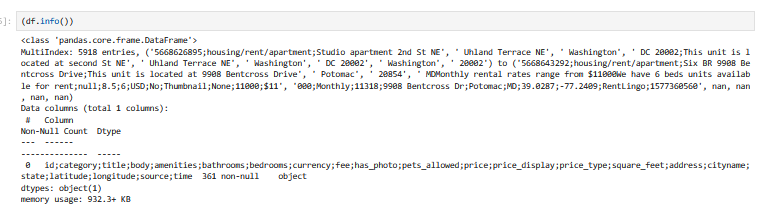 5]: (df.info())
<class 'pandas.core.frame.DataFrame'>
MultiIndex: 5918 entries, ('5668626895;housing/rent/apartment;Studio apartment 2nd St NE', ' Uhland Terrace NE', ' Washington', ' DC 20002;This unit is l
ocated at second St NE', ' Uhland Terrace NE', ' Washington', ' DC 20002', ' Washington', ' 20002') to ('5668643292;housing/rent/apartment;Six BR 9908 Be
ntcross Drive;This unit is located at 9908 Bentcross Drive', ' Potomac', ' 20854', ' MDMonthly rental rates range from $11000We have 6 beds units availab
le for rent;null;8.5;6;USD;No;Thumbnail;None;11000;$11', '000;Monthly;11318;9908 Bentcross Dr;Potomac;MD;39.0287;-77.2409;RentLingo;1577360560', nan, nan
, nan, nan)
Data columns (total 1 columns):
 #   Column
Non-Null Count  Dtype
---  ------
--------------  -----
 0   id;category;title;body;amenities;bathrooms;bedrooms;currency;fee;has_photo;pets_allowed;price;price_display;price_type;square_feet;address;cityname;
state;latitude;longitude;source;time  361 non-null    object
dtypes: object(1)
memory usage: 932.3+ KB